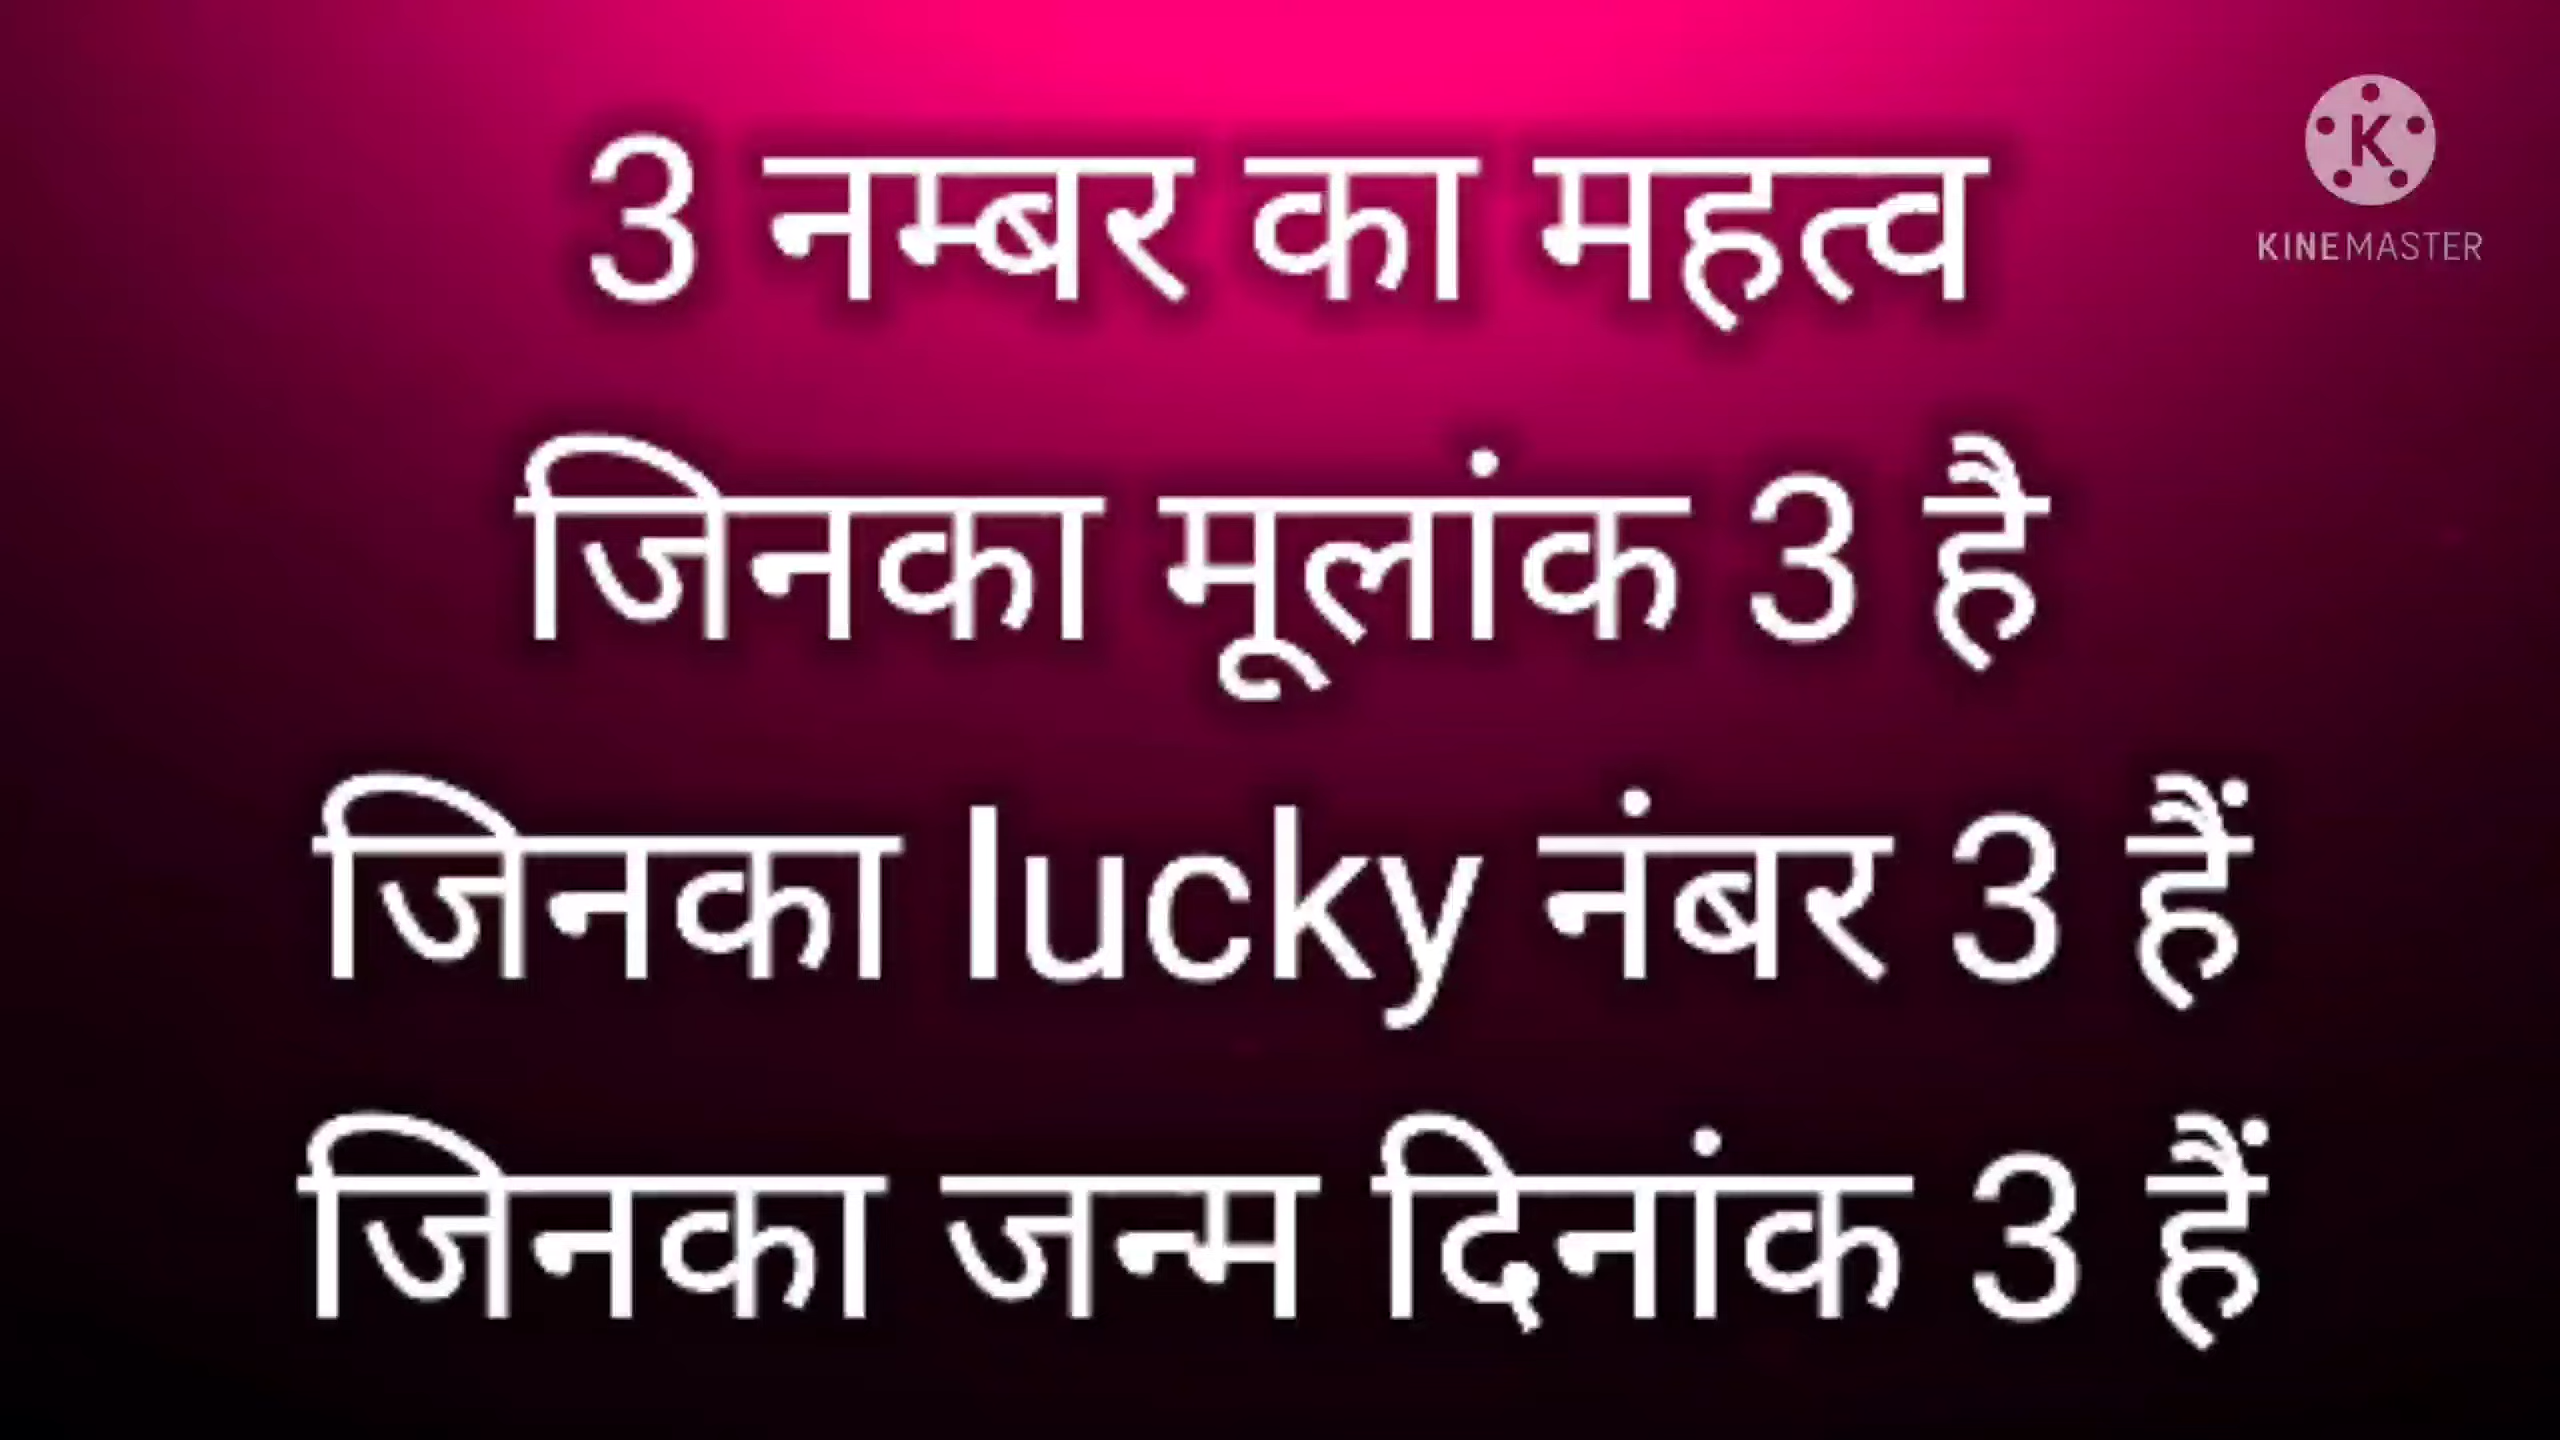 3 नम्बर का महत्व
जिनका मूलांक 3 है
जिनका lucky नंबर 3 हैं
जिनका जन्म दिनांक 3 हैं
K
KINEMASTER